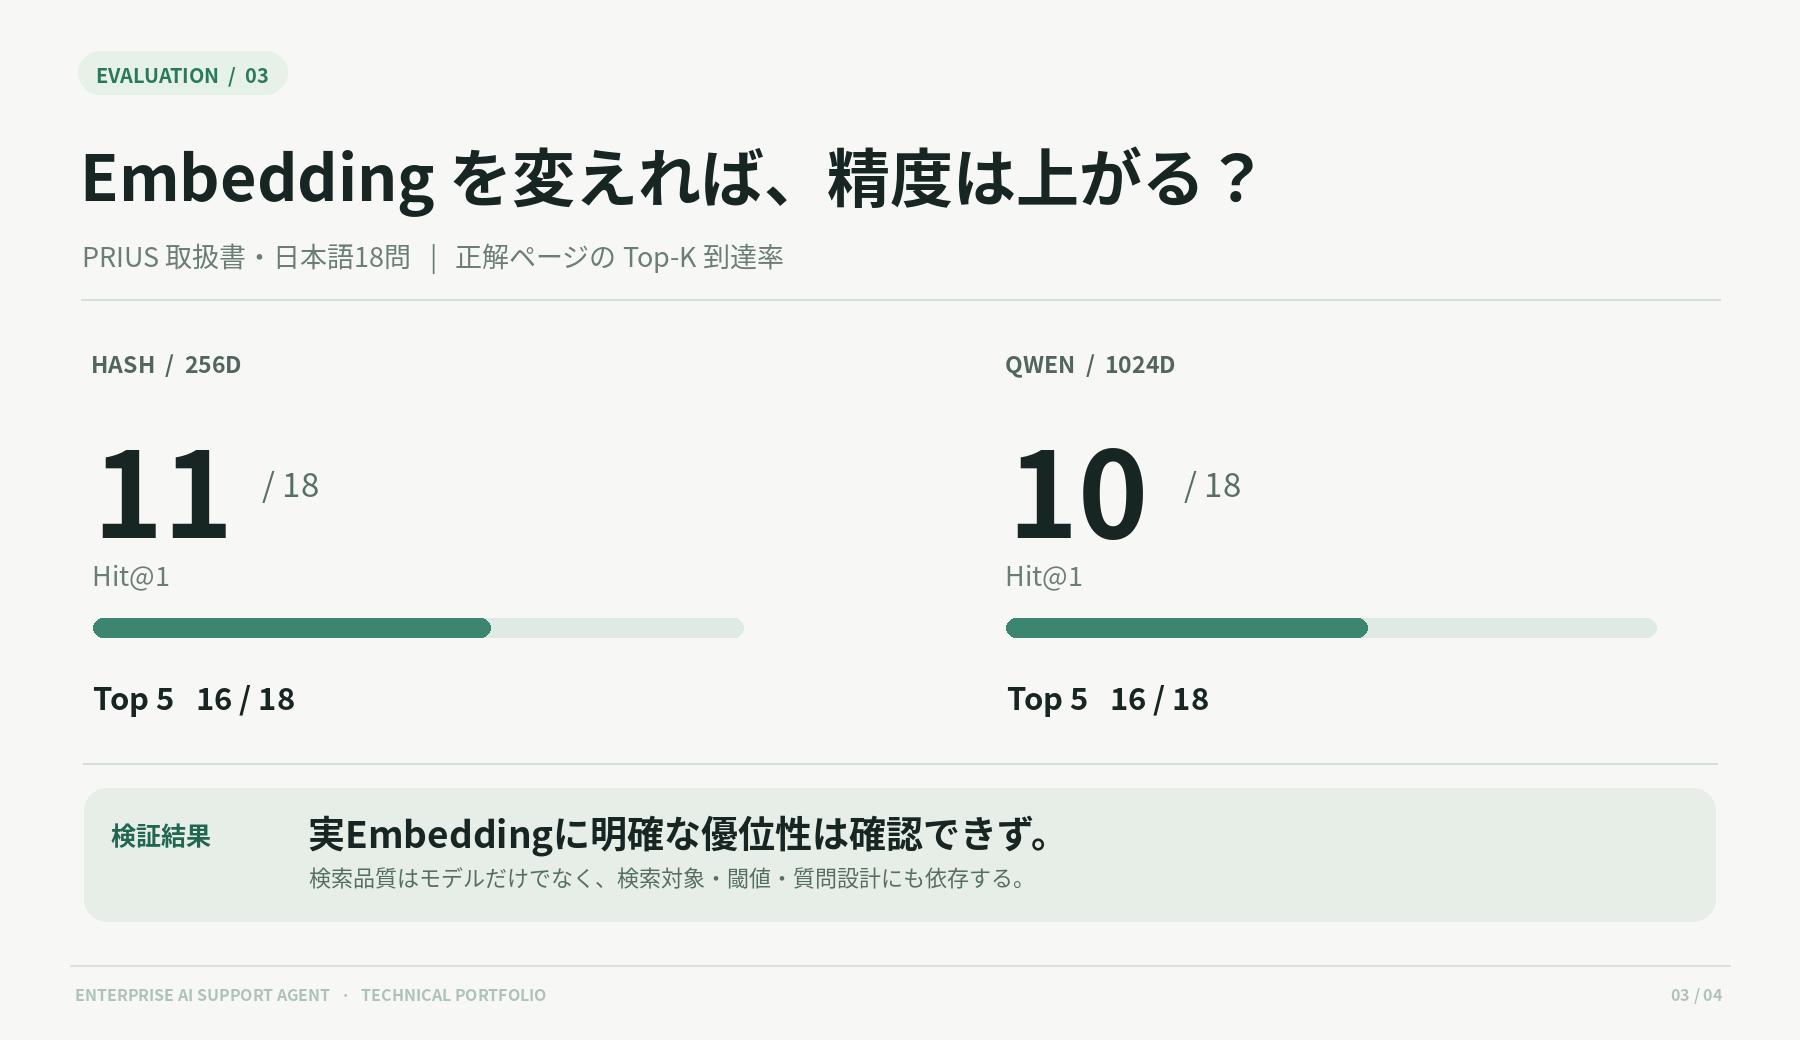 EVALUATION / 03
Embedding を変えれば、精度は上がる？
PRIUS 取扱書・日本語18問 ｜ 正解ページの Top-K 到達率
HASH / 256D
11 / 18
Hit@1
Top 5 16 / 18
QWEN / 1024D
10 / 18
Hit@1
Top 5 16 / 18
検証結果
実Embeddingに明確な優位性は確認できず。
検索品質はモデルだけでなく、検索対象・閾値・質問設計にも依存する。
ENTERPRISE AI SUPPORT AGENT · TECHNICAL PORTFOLIO
03 / 04